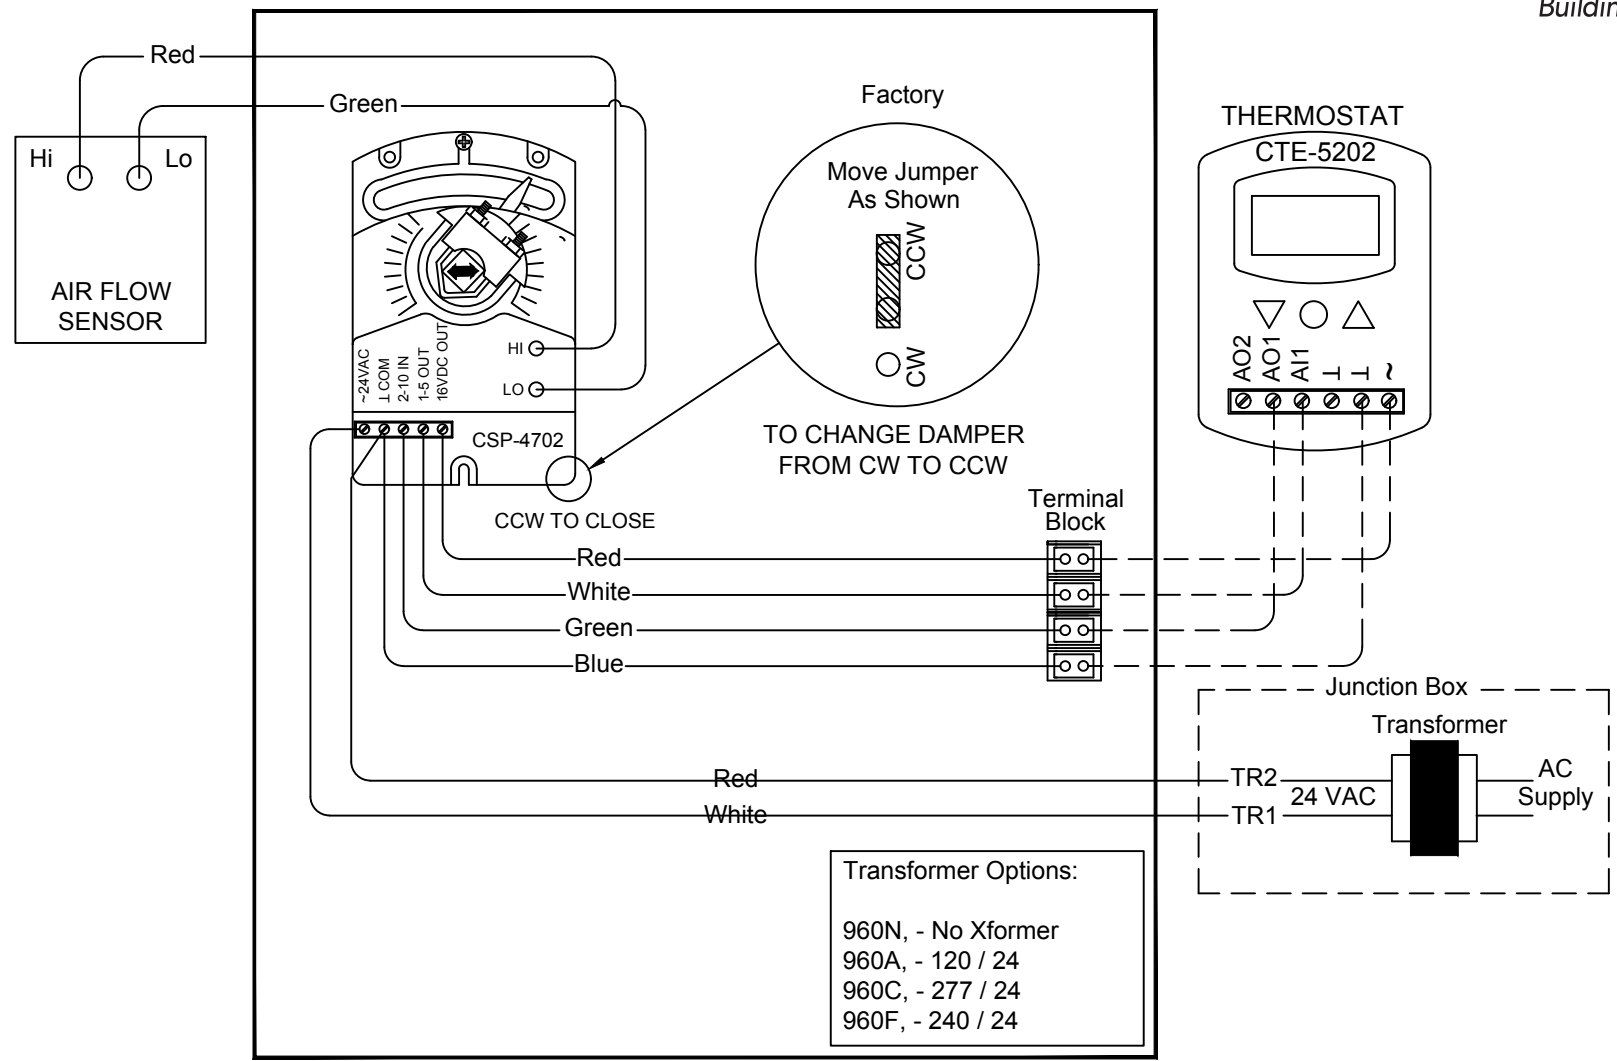 Buildin
Red
Green
Hi
Lo
AIR FLOW
SENSOR
~24VAC
⊥ COM
2-10 IN
1-5 OUT
16VDC OUT
HI
LO
CSP-4702
CCW TO CLOSE
Factory
Move Jumper
As Shown
CCW
CW
TO CHANGE DAMPER
FROM CW TO CCW
THERMOSTAT
CTE-5202
AO2
AO1
AI1
⊥
⊥
~
Terminal
Block
Red
White
Green
Blue
Junction Box
Transformer
Red
White
TR2
24 VAC
TR1
AC
Supply
Transformer Options:
960N, - No Xformer
960A, - 120 / 24
960C, - 277 / 24
960F, - 240 / 24